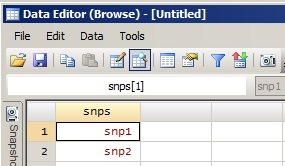 Data Editor (Browse) - [Untitled]
File Edit Data Tools
snps[1] snp1
snps
1 snp1
2 snp2
Snapsho